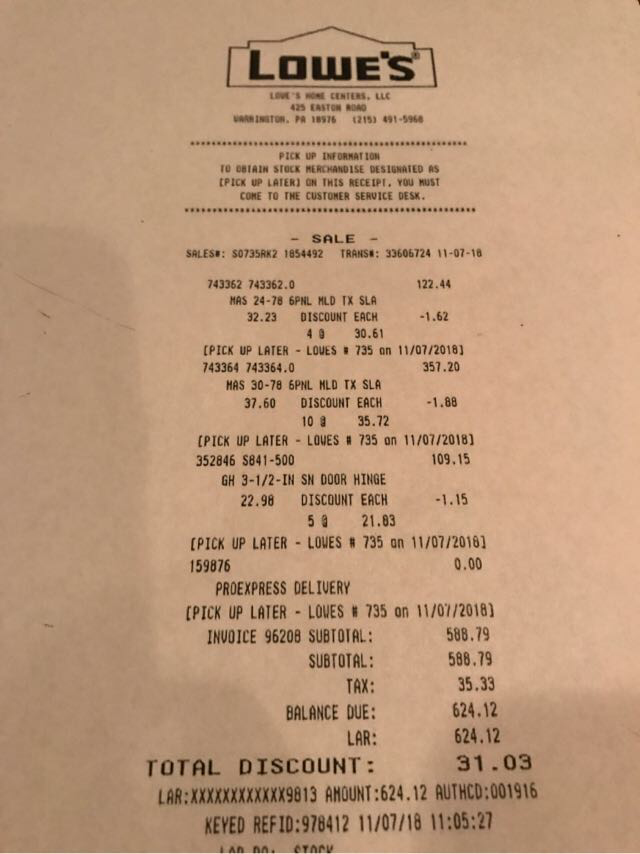 LOWE'S®
LOWE'S HOME CENTERS, LLC
425 EASTON ROAD
WARRINGTON, PA 18976 (215) 491-5968
PICK UP INFORMATION
TO OBTAIN STOCK MERCHANDISE DESIGNATED AS
[PICK UP LATER] ON THIS RECEIPT, YOU MUST
COME TO THE CUSTOMER SERVICE DESK.
- SALE -
SALES#: S0735RK2 1854492 TRANS#: 33606724 11-07-18
743362 743362.0 122.44
MAS 24-78 6PNL MLD TX SLA
32.23 DISCOUNT EACH -1.62
4 @ 30.61
[PICK UP LATER - LOWES # 735 on 11/07/2018]
743364 743364.0 357.20
MAS 30-78 6PNL MLD TX SLA
37.60 DISCOUNT EACH -1.88
10 @ 35.72
[PICK UP LATER - LOWES # 735 on 11/07/2018]
352846 S841-500 109.15
GH 3-1/2-IN SN DOOR HINGE
22.98 DISCOUNT EACH -1.15
5 @ 21.83
[PICK UP LATER - LOWES # 735 on 11/07/2018]
159876 0.00
PROEXPRESS DELIVERY
[PICK UP LATER - LOWES # 735 on 11/07/2018]
INVOICE 96208 SUBTOTAL: 588.79
SUBTOTAL: 588.79
TAX: 35.33
BALANCE DUE: 624.12
LAR: 624.12
TOTAL DISCOUNT: 31.03
LAR:XXXXXXXXXXXX9813 AMOUNT:624.12 AUTHCD:001916
KEYED REFID:978412 11/07/18 11:05:27
LAR PO: STOCK